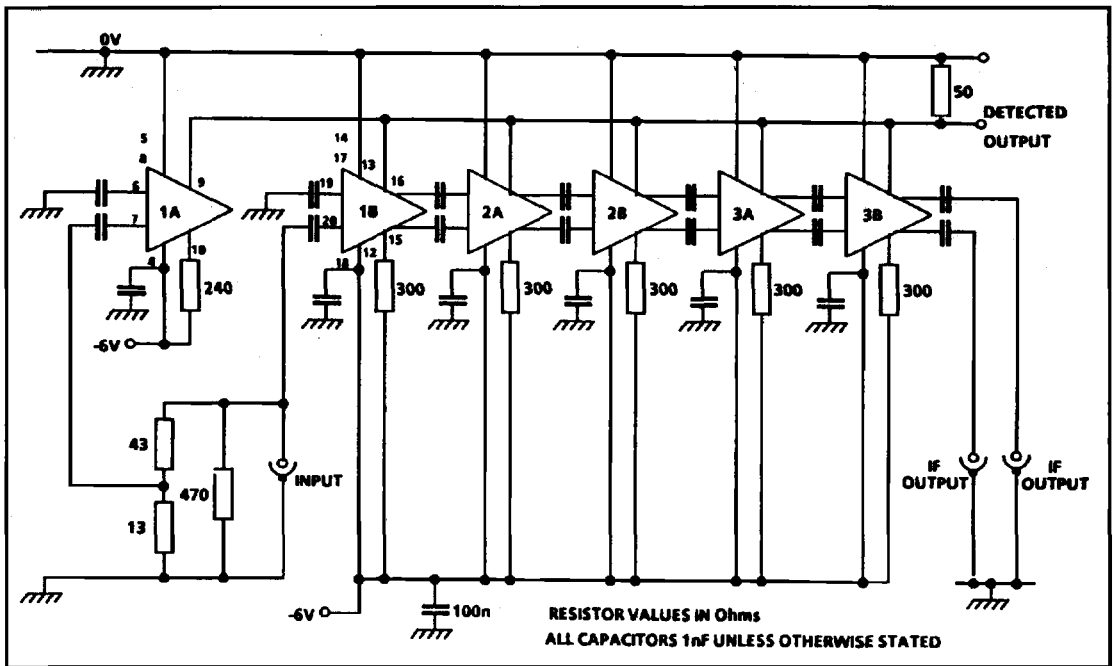 0V
50
DETECTED
OUTPUT
5
8
6
7
9
10
4
1A
240
-6V
14
17
13
19
20
16
15
12
18
1B
300
2A
300
2B
300
3A
300
3B
300
43
470
13
INPUT
IF
OUTPUT
IF
OUTPUT
-6V
100n
RESISTOR VALUES IN Ohms
ALL CAPACITORS 1nF UNLESS OTHERWISE STATED